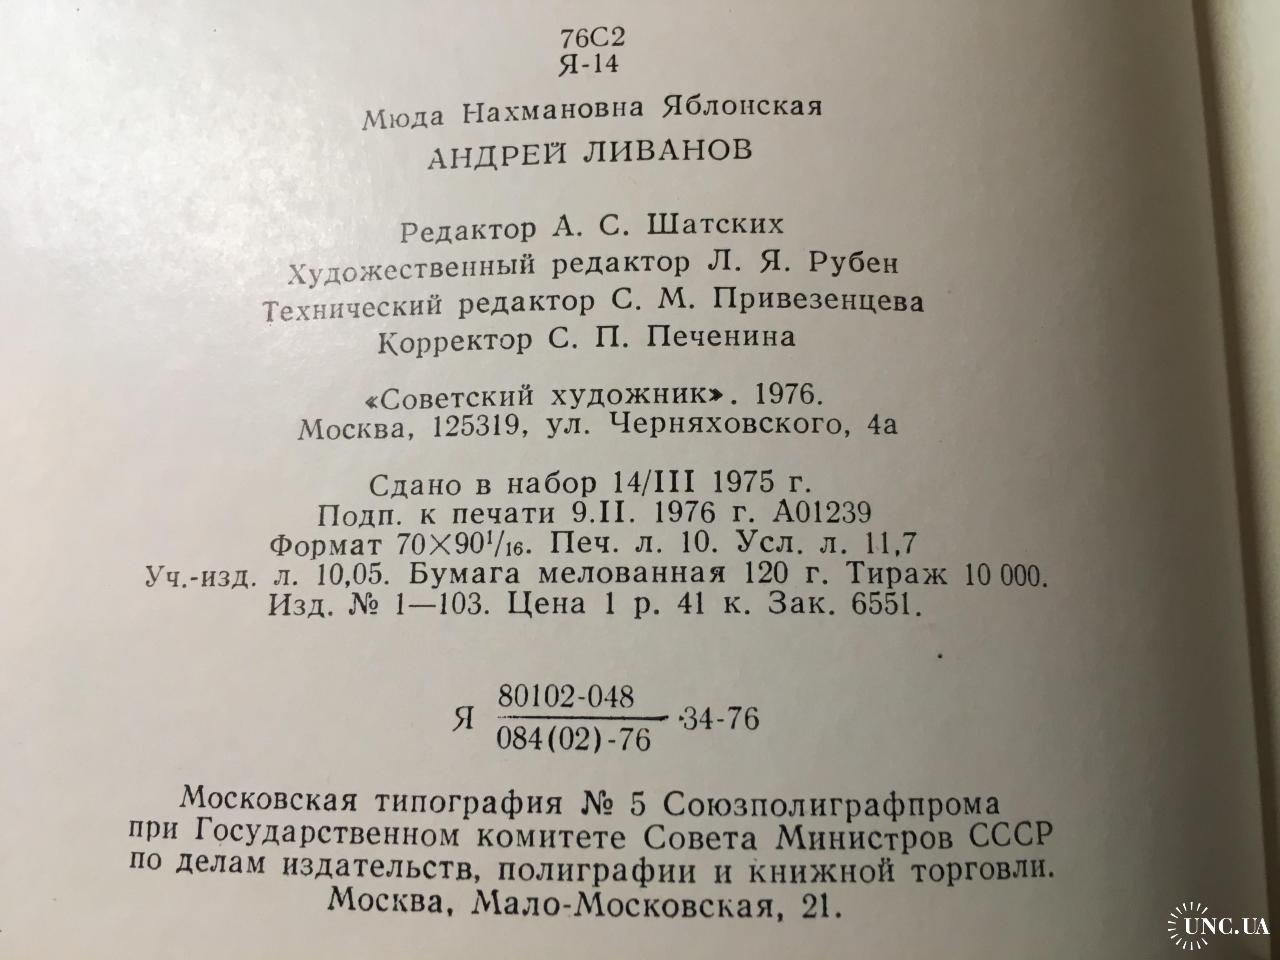 76С2
Я-14
Мюда Нахмановна Яблонская
АНДРЕЙ ЛИВАНОВ
Редактор А. С. Шатских
Художественный редактор Л. Я. Рубен
Технический редактор С. М. Привезенцева
Корректор С. П. Печенина
«Советский художник». 1976.
Москва, 125319, ул. Черняховского, 4а
Сдано в набор 14/III 1975 г.
Подп. к печати 9.II. 1976 г. А01239
Формат 70×90¹/₁₆. Печ. л. 10. Усл. л. 11,7
Уч.-изд. л. 10,05. Бумага мелованная 120 г. Тираж 10 000.
Изд. № 1—103. Цена 1 р. 41 к. Зак. 6551.
80102-048
Я 34-76
084(02)-76
Московская типография № 5 Союзполиграфпрома
при Государственном комитете Совета Министров СССР
по делам издательств, полиграфии и книжной торговли.
Москва, Мало-Московская, 21.
UNC.UA